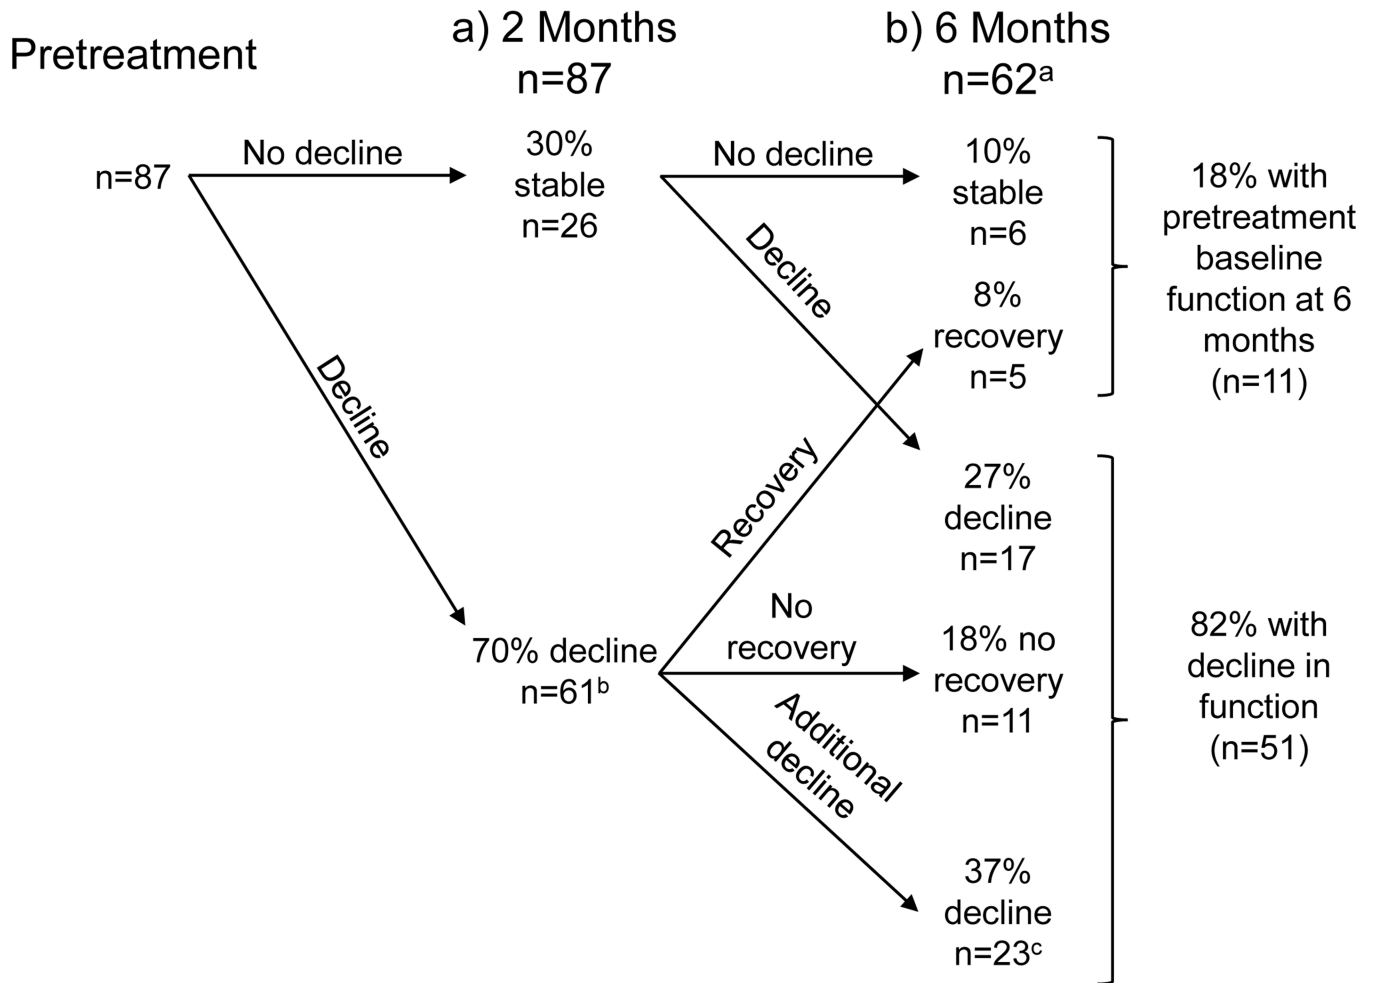 Pretreatment
a) 2 Months
n=87
b) 6 Months
n=62ᵃ
n=87
No decline
Decline
30%
stable
n=26
70% decline
n=61ᵇ
No decline
Decline
Recovery
No
recovery
Additional
decline
10%
stable
n=6
8%
recovery
n=5
27%
decline
n=17
18% no
recovery
n=11
37%
decline
n=23ᶜ
18% with
pretreatment
baseline
function at 6
months
(n=11)
82% with
decline in
function
(n=51)